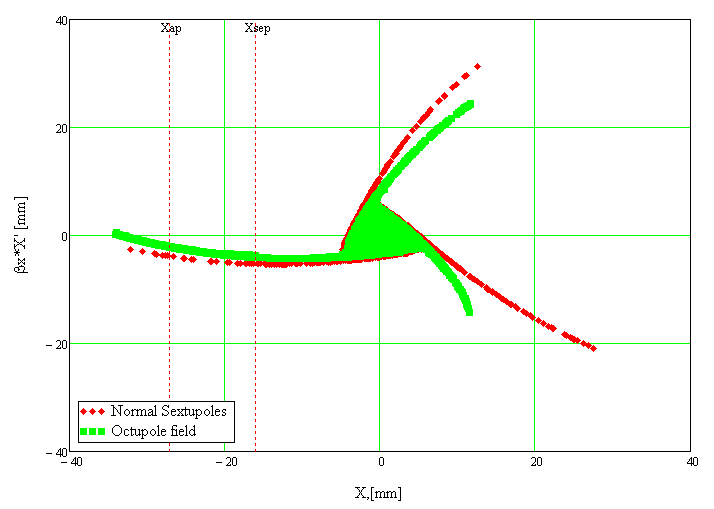 40
Xap
Xsep
20
0
βx*X' [mm]
− 20
Normal Sextupoles
Octupole field
− 40
− 40
− 20
0
20
40
X,[mm]